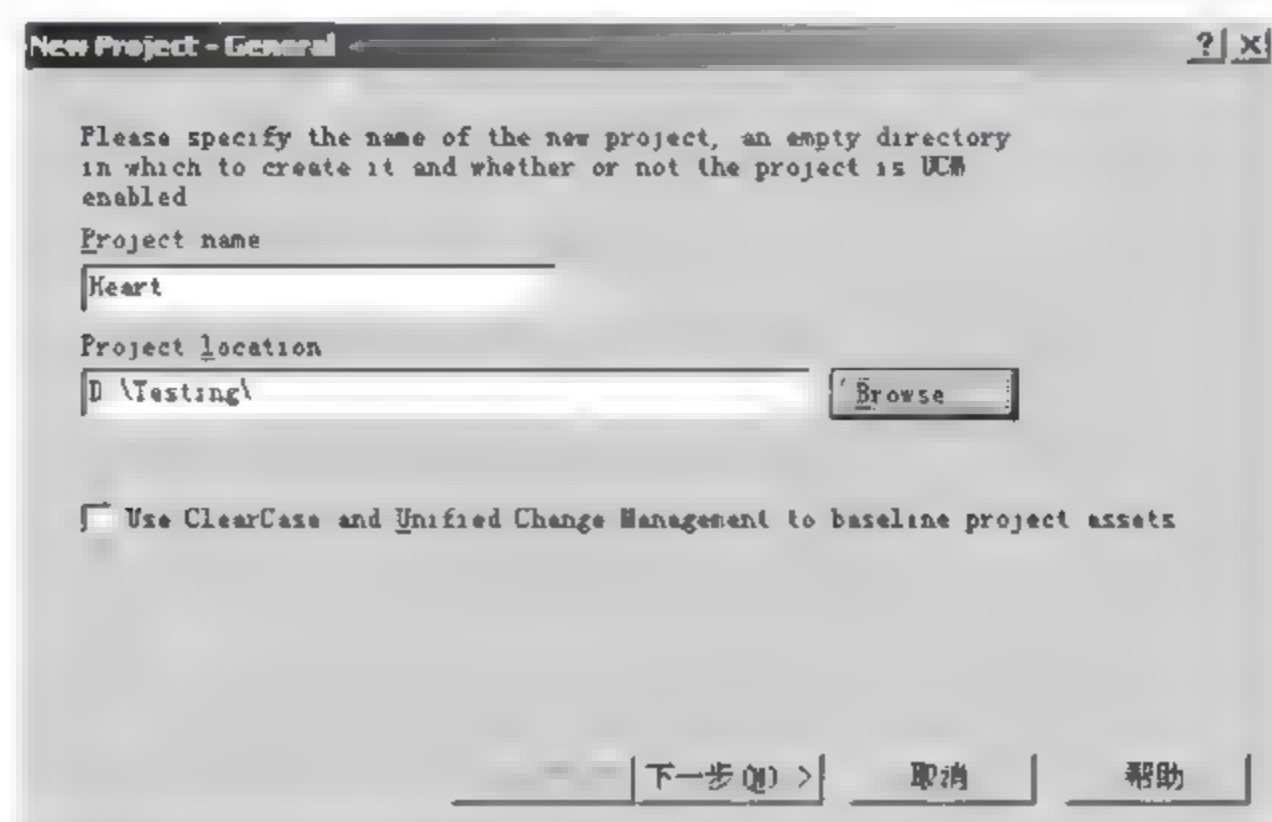 New Project - General
Please specify the name of the new project, an empty directory
in which to create it and whether or not the project is UCM
enabled
Project name
Heart
Project location
D \Testing\
Browse
Use ClearCase and Unified Change Management to baseline project assets
下一步(N) >
取消
帮助